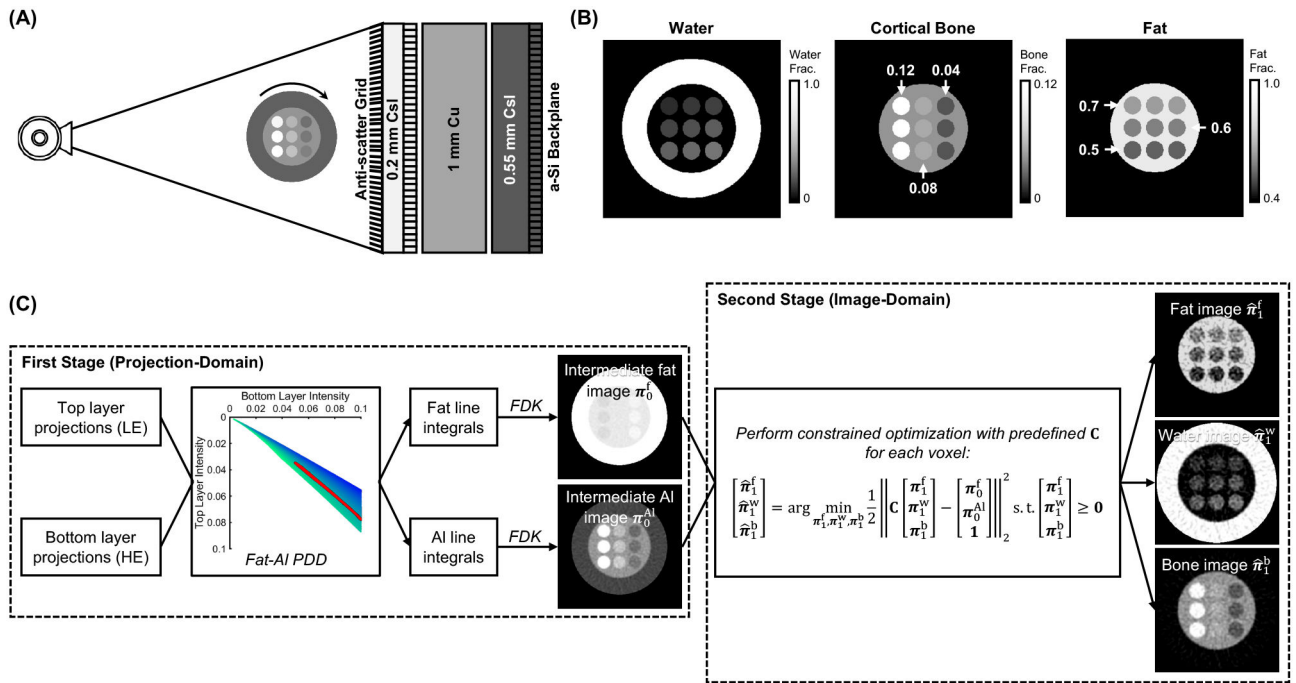 (A)
Anti-scatter Grid
0.2 mm CsI
1 mm Cu
0.55 mm CsI
a-Si Backplane
(B)
Water
Water
Frac.
1.0
0
Cortical Bone
0.12
0.04
0.08
Bone
Frac.
0.12
0
Fat
0.7
0.6
0.5
Fat
Frac.
1.0
0.4
(C)
First Stage (Projection-Domain)
Top layer
projections (LE)
Bottom layer
projections (HE)
Bottom Layer Intensity
0 0.02 0.04 0.06 0.08 0.1
Top Layer Intensity
0
0.02
0.04
0.06
0.08
0.1
Fat-Al PDD
Fat line
integrals
FDK
Intermediate fat
image π₀ᶠ
Al line
integrals
FDK
Intermediate Al
image π₀ᴬˡ
Second Stage (Image-Domain)
Perform constrained optimization with predefined C
for each voxel:
[π̂₁ᶠ π̂₁ʷ π̂₁ᵇ] = arg min π₁ᶠ,π₁ʷ,π₁ᵇ 1/2 ‖C [π₁ᶠ π₁ʷ π₁ᵇ] − [π₀ᶠ π₀ᴬˡ 1]‖₂² s.t. [π₁ᶠ π₁ʷ π₁ᵇ] ≥ 0
Fat image π̂₁ᶠ
Water image π̂₁ʷ
Bone image π̂₁ᵇ